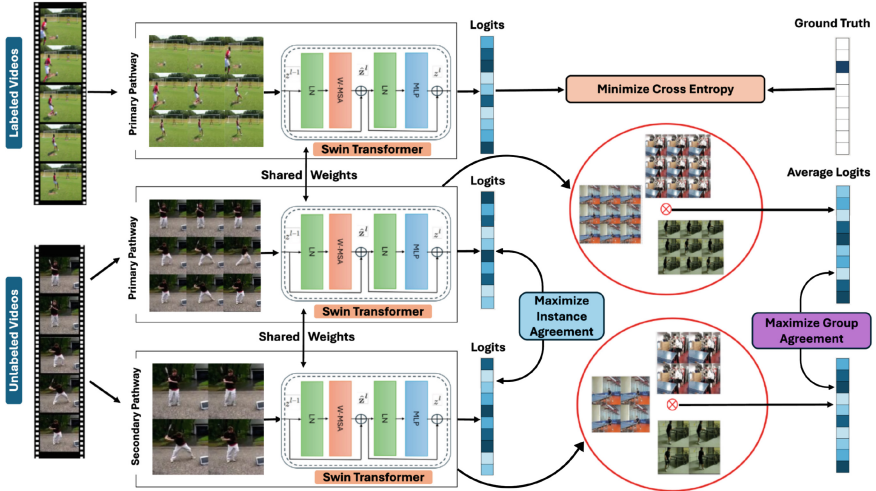 Labeled Videos
Primary Pathway
LN
W-MSA
LN
MLP
Swin Transformer
Logits
Minimize Cross Entropy
Ground Truth
Shared Weights
Unlabeled Videos
Primary Pathway
LN
W-MSA
LN
MLP
Swin Transformer
Logits
Average Logits
Maximize
Instance
Agreement
Maximize Group
Agreement
Shared Weights
Secondary Pathway
LN
W-MSA
LN
MLP
Swin Transformer
Logits